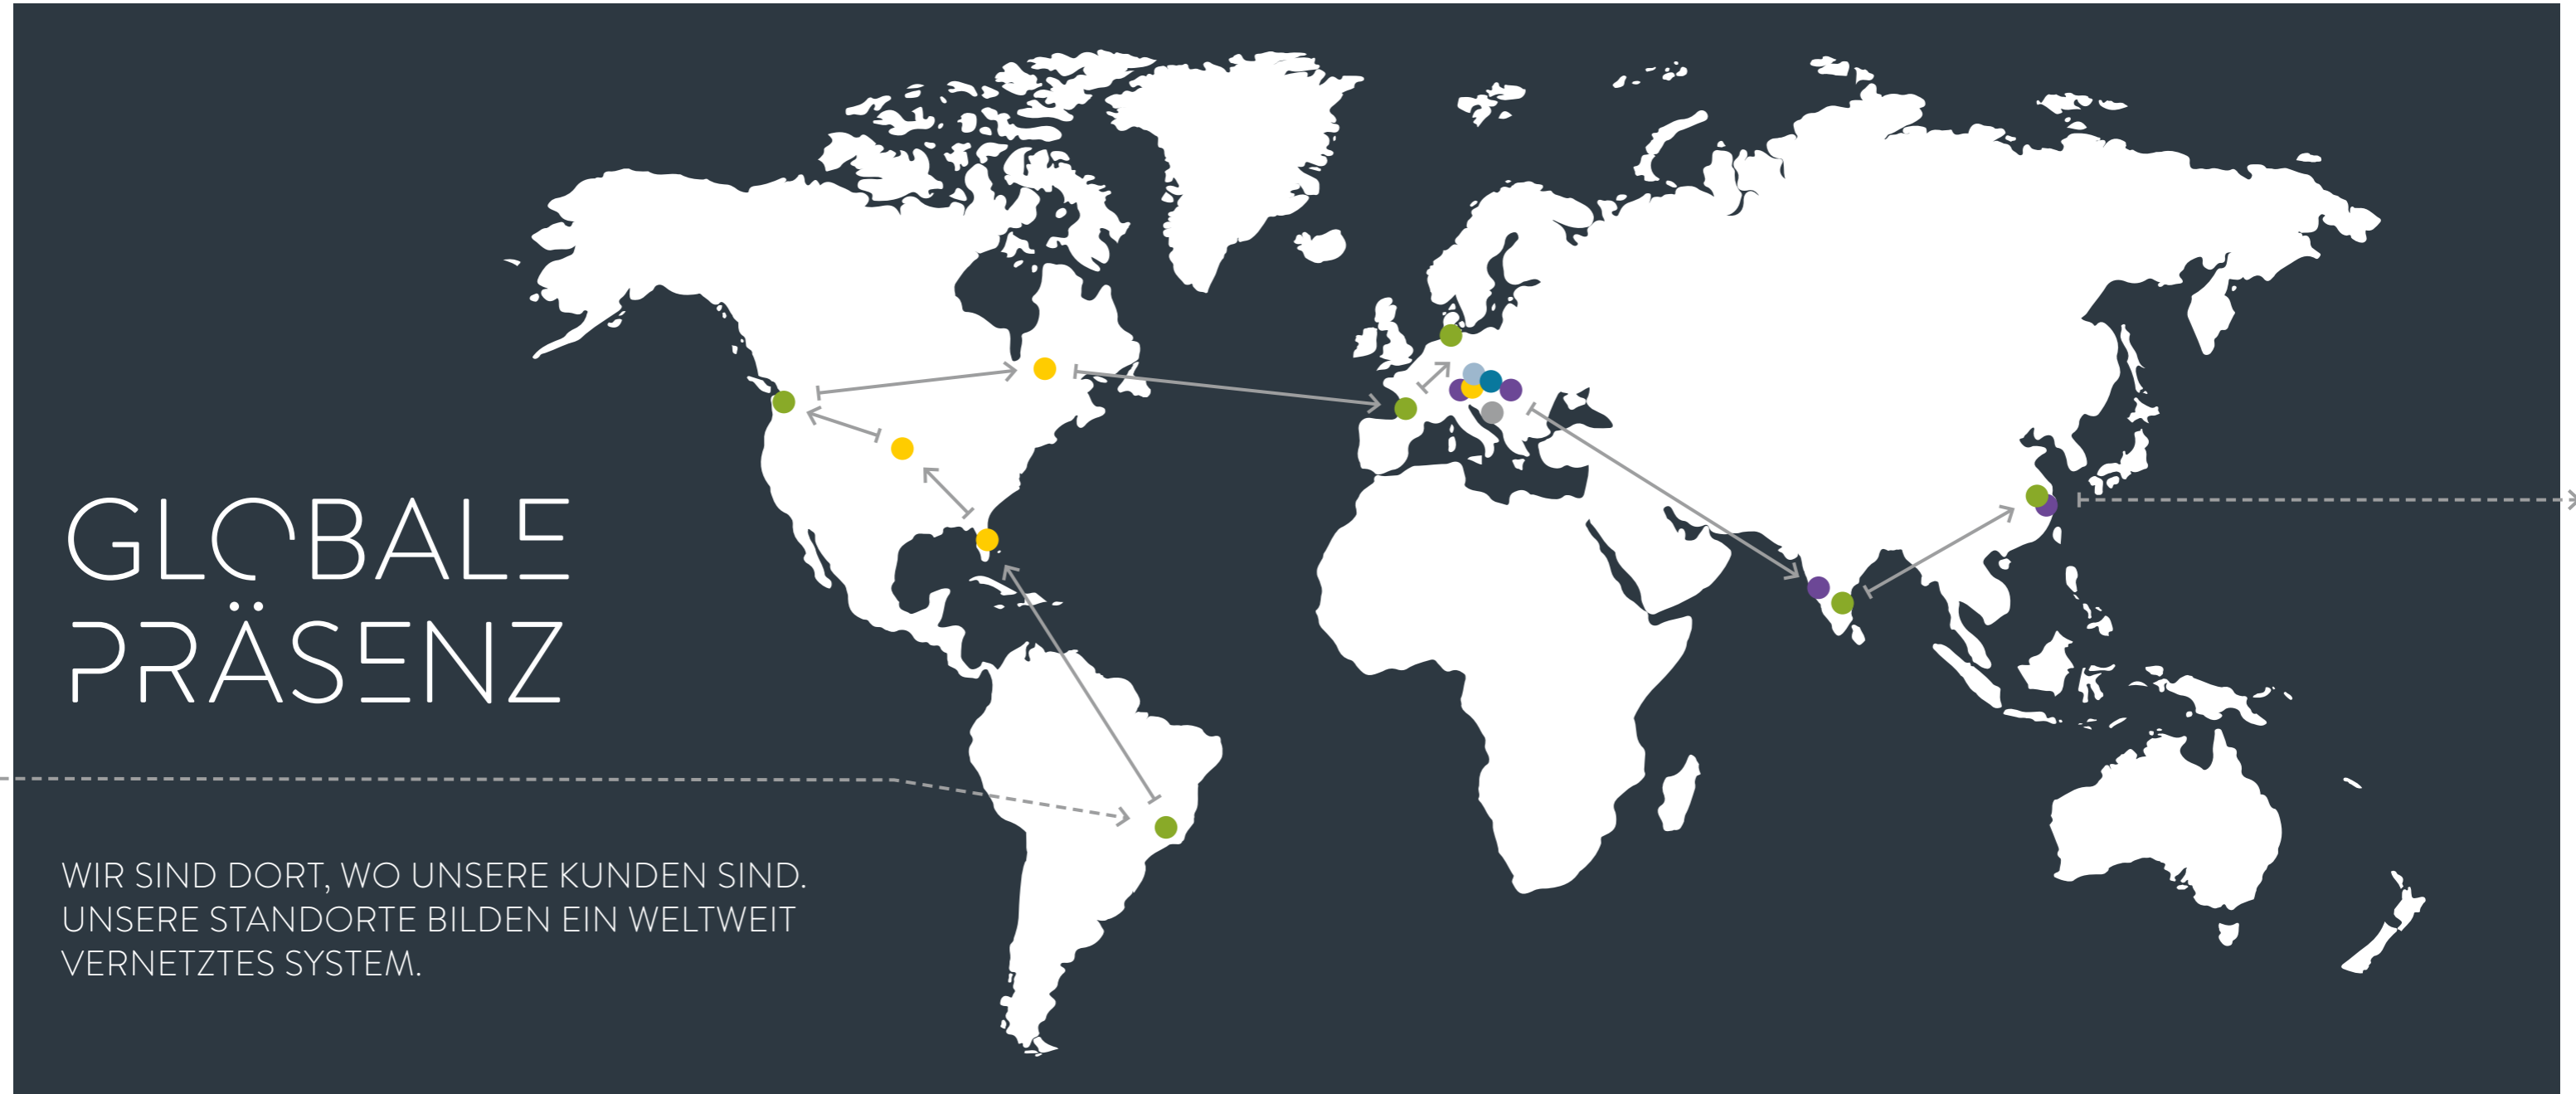 GLOBALE
PRÄSENZ
WIR SIND DORT, WO UNSERE KUNDEN SIND.
UNSERE STANDORTE BILDEN EIN WELTWEIT
VERNETZTES SYSTEM.